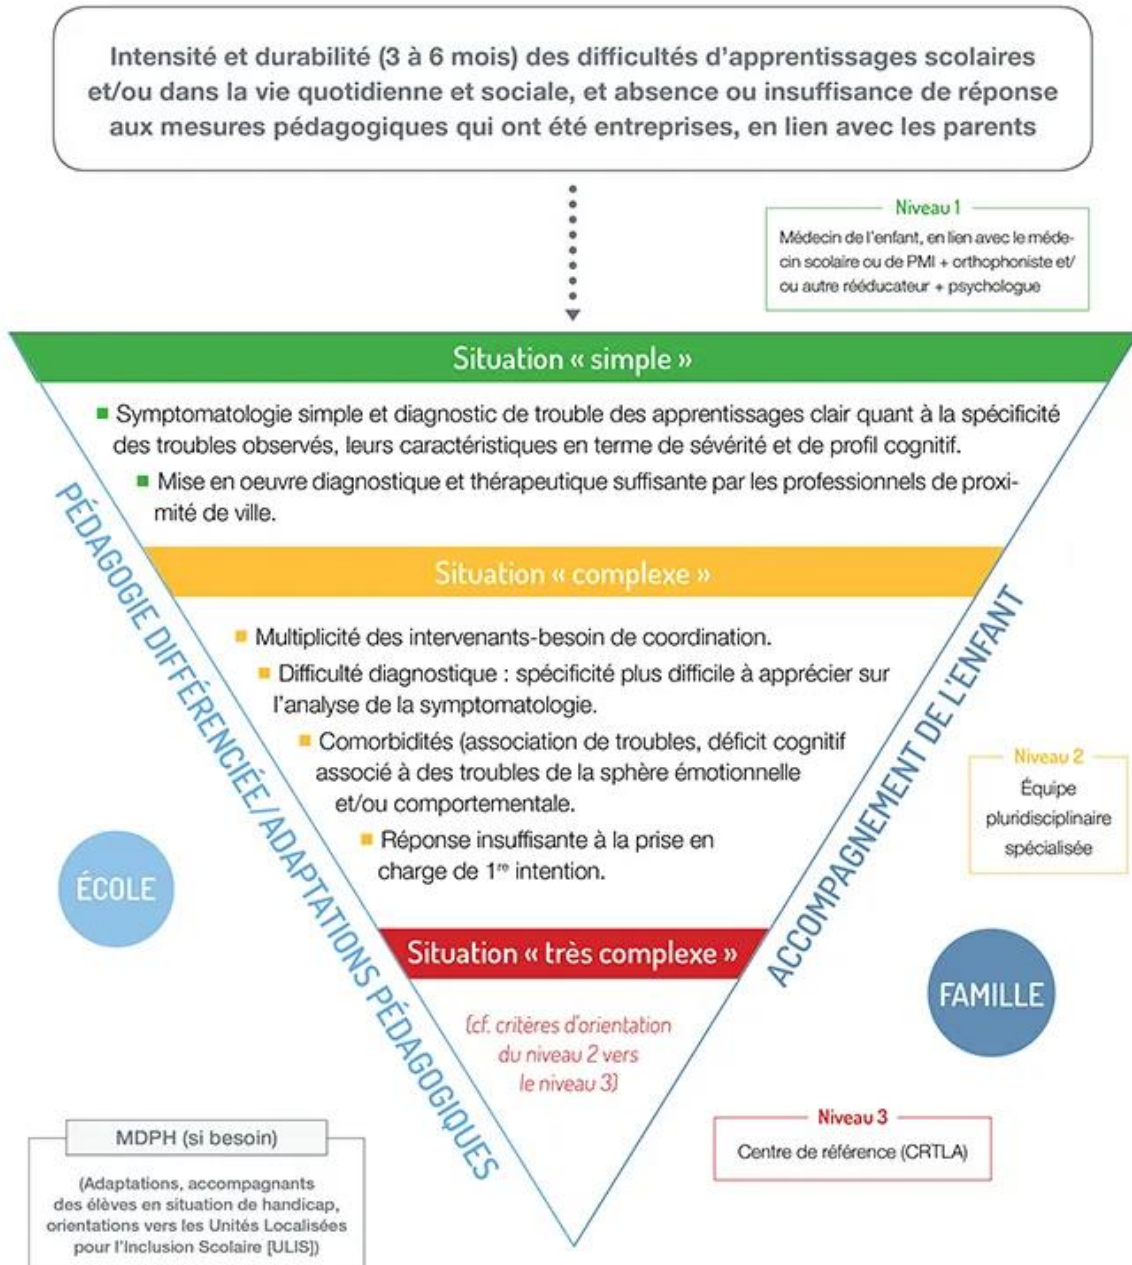 Intensité et durabilité (3 à 6 mois) des difficultés d'apprentissages scolaires
et/ou dans la vie quotidienne et sociale, et absence ou insuffisance de réponse
aux mesures pédagogiques qui ont été entreprises, en lien avec les parents
Niveau 1
Médecin de l'enfant, en lien avec le méde-
cin scolaire ou de PMI + orthophoniste et/
ou autre rééducateur + psychologue
Situation « simple »
Symptomatologie simple et diagnostic de trouble des apprentissages clair quant à la spécificité
des troubles observés, leurs caractéristiques en terme de sévérité et de profil cognitif.
Mise en oeuvre diagnostique et thérapeutique suffisante par les professionnels de proxi-
mité de ville.
Situation « complexe »
Multiplicité des intervenants-besoin de coordination.
Difficulté diagnostique : spécificité plus difficile à apprécier sur
l'analyse de la symptomatologie.
Comorbidités (association de troubles, déficit cognitif
associé à des troubles de la sphère émotionnelle
et/ou comportementale.
Réponse insuffisante à la prise en
charge de 1re intention.
Situation « très complexe »
(cf. critères d'orientation
du niveau 2 vers
le niveau 3)
PÉDAGOGIE DIFFÉRENCIÉE/ADAPTATIONS PÉDAGOGIQUES
ACCOMPAGNEMENT DE L'ENFANT
Niveau 2
Équipe
pluridisciplinaire
spécialisée
ÉCOLE
FAMILLE
Niveau 3
Centre de référence (CRTLA)
MDPH (si besoin)
(Adaptations, accompagnants
des élèves en situation de handicap,
orientations vers les Unités Localisées
pour l'Inclusion Scolaire [ULIS])